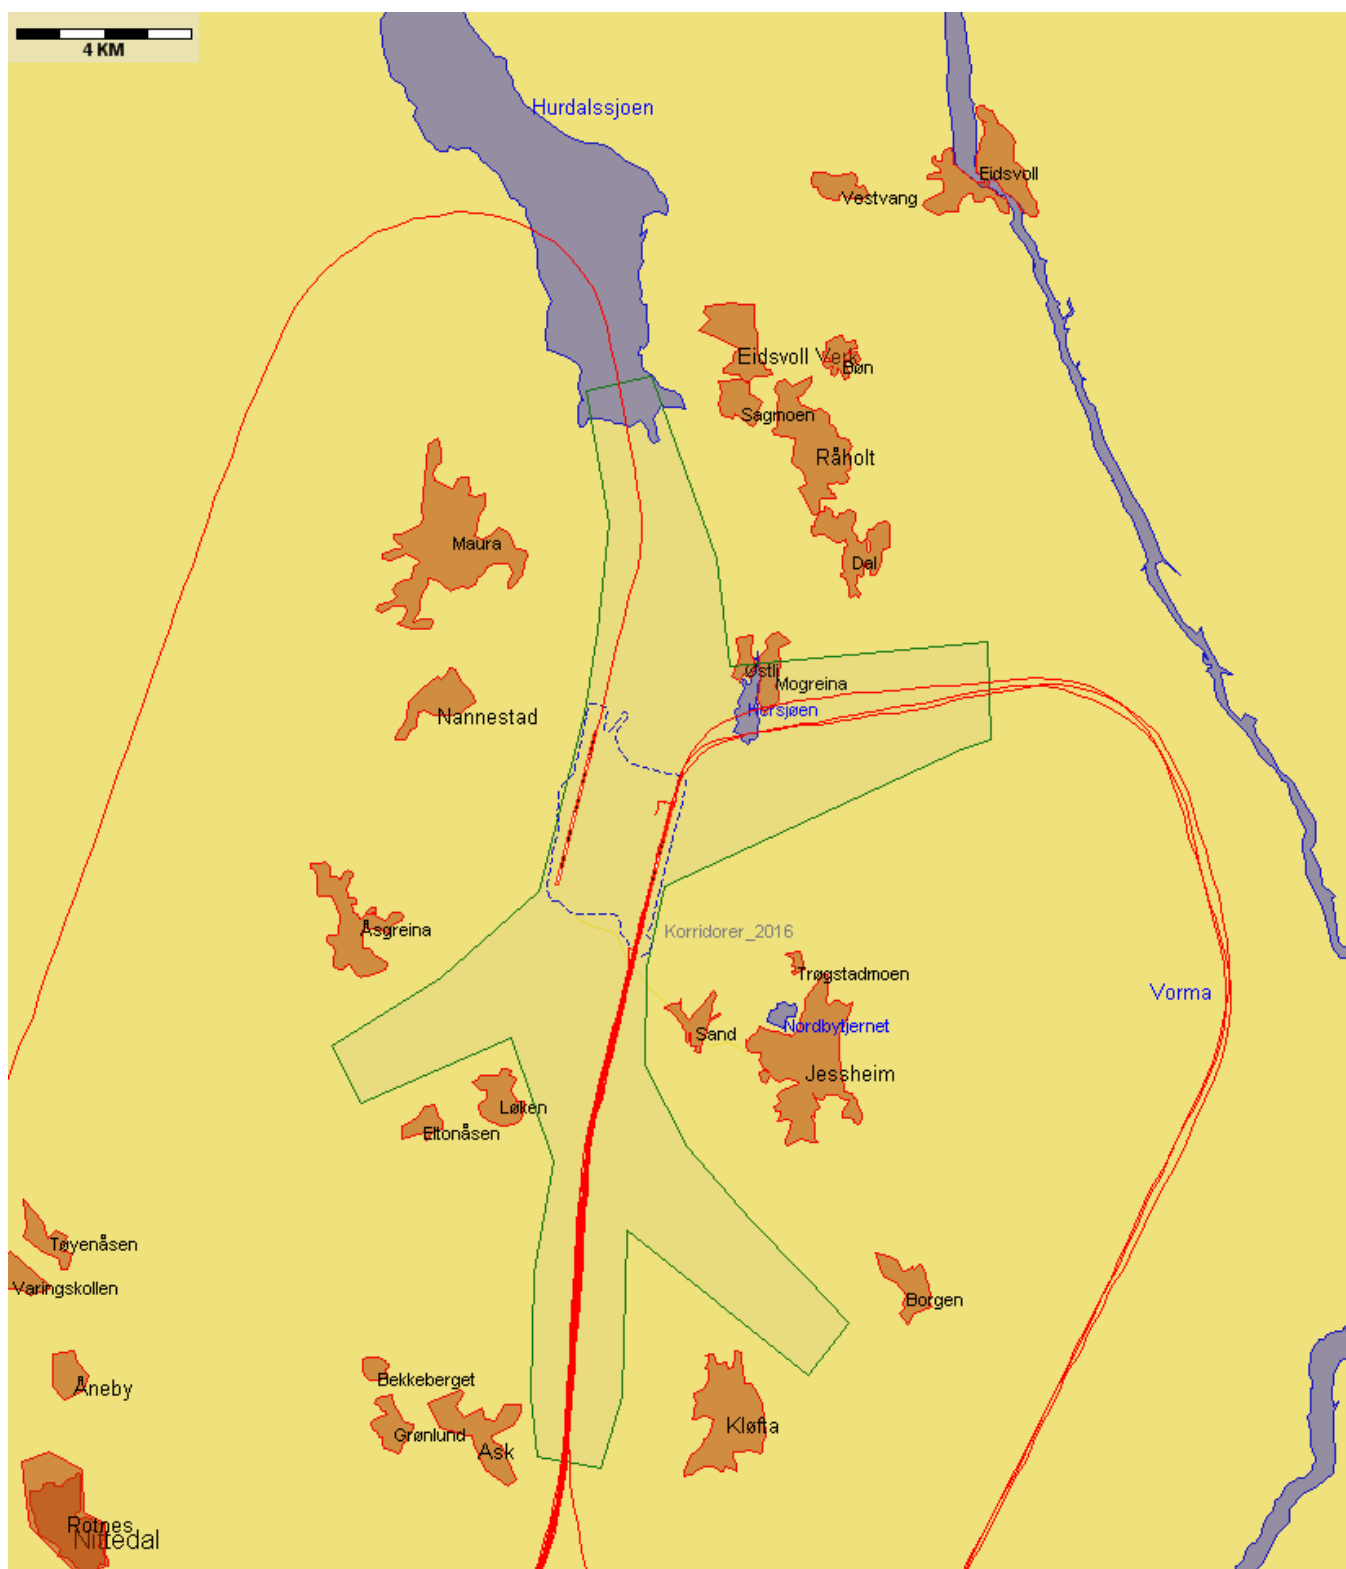 4 KM
Hurdalssjoen
Eidsvoll
Vestvang
Eidsvoll Verk
Bøn
Sagmoen
Råholt
Maura
Dal
Østli
Mogreina
Hersjøen
Nannestad
Åsgreina
Korridorer_2016
Trøgstadmoen
Vorma
Nordbytjernet
Sand
Jessheim
Løken
Eltonåsen
Tøyenåsen
Varingskollen
Borgen
Bekkeberget
Åneby
Kløfta
Grønlund
Ask
Rotnes
Nittedal